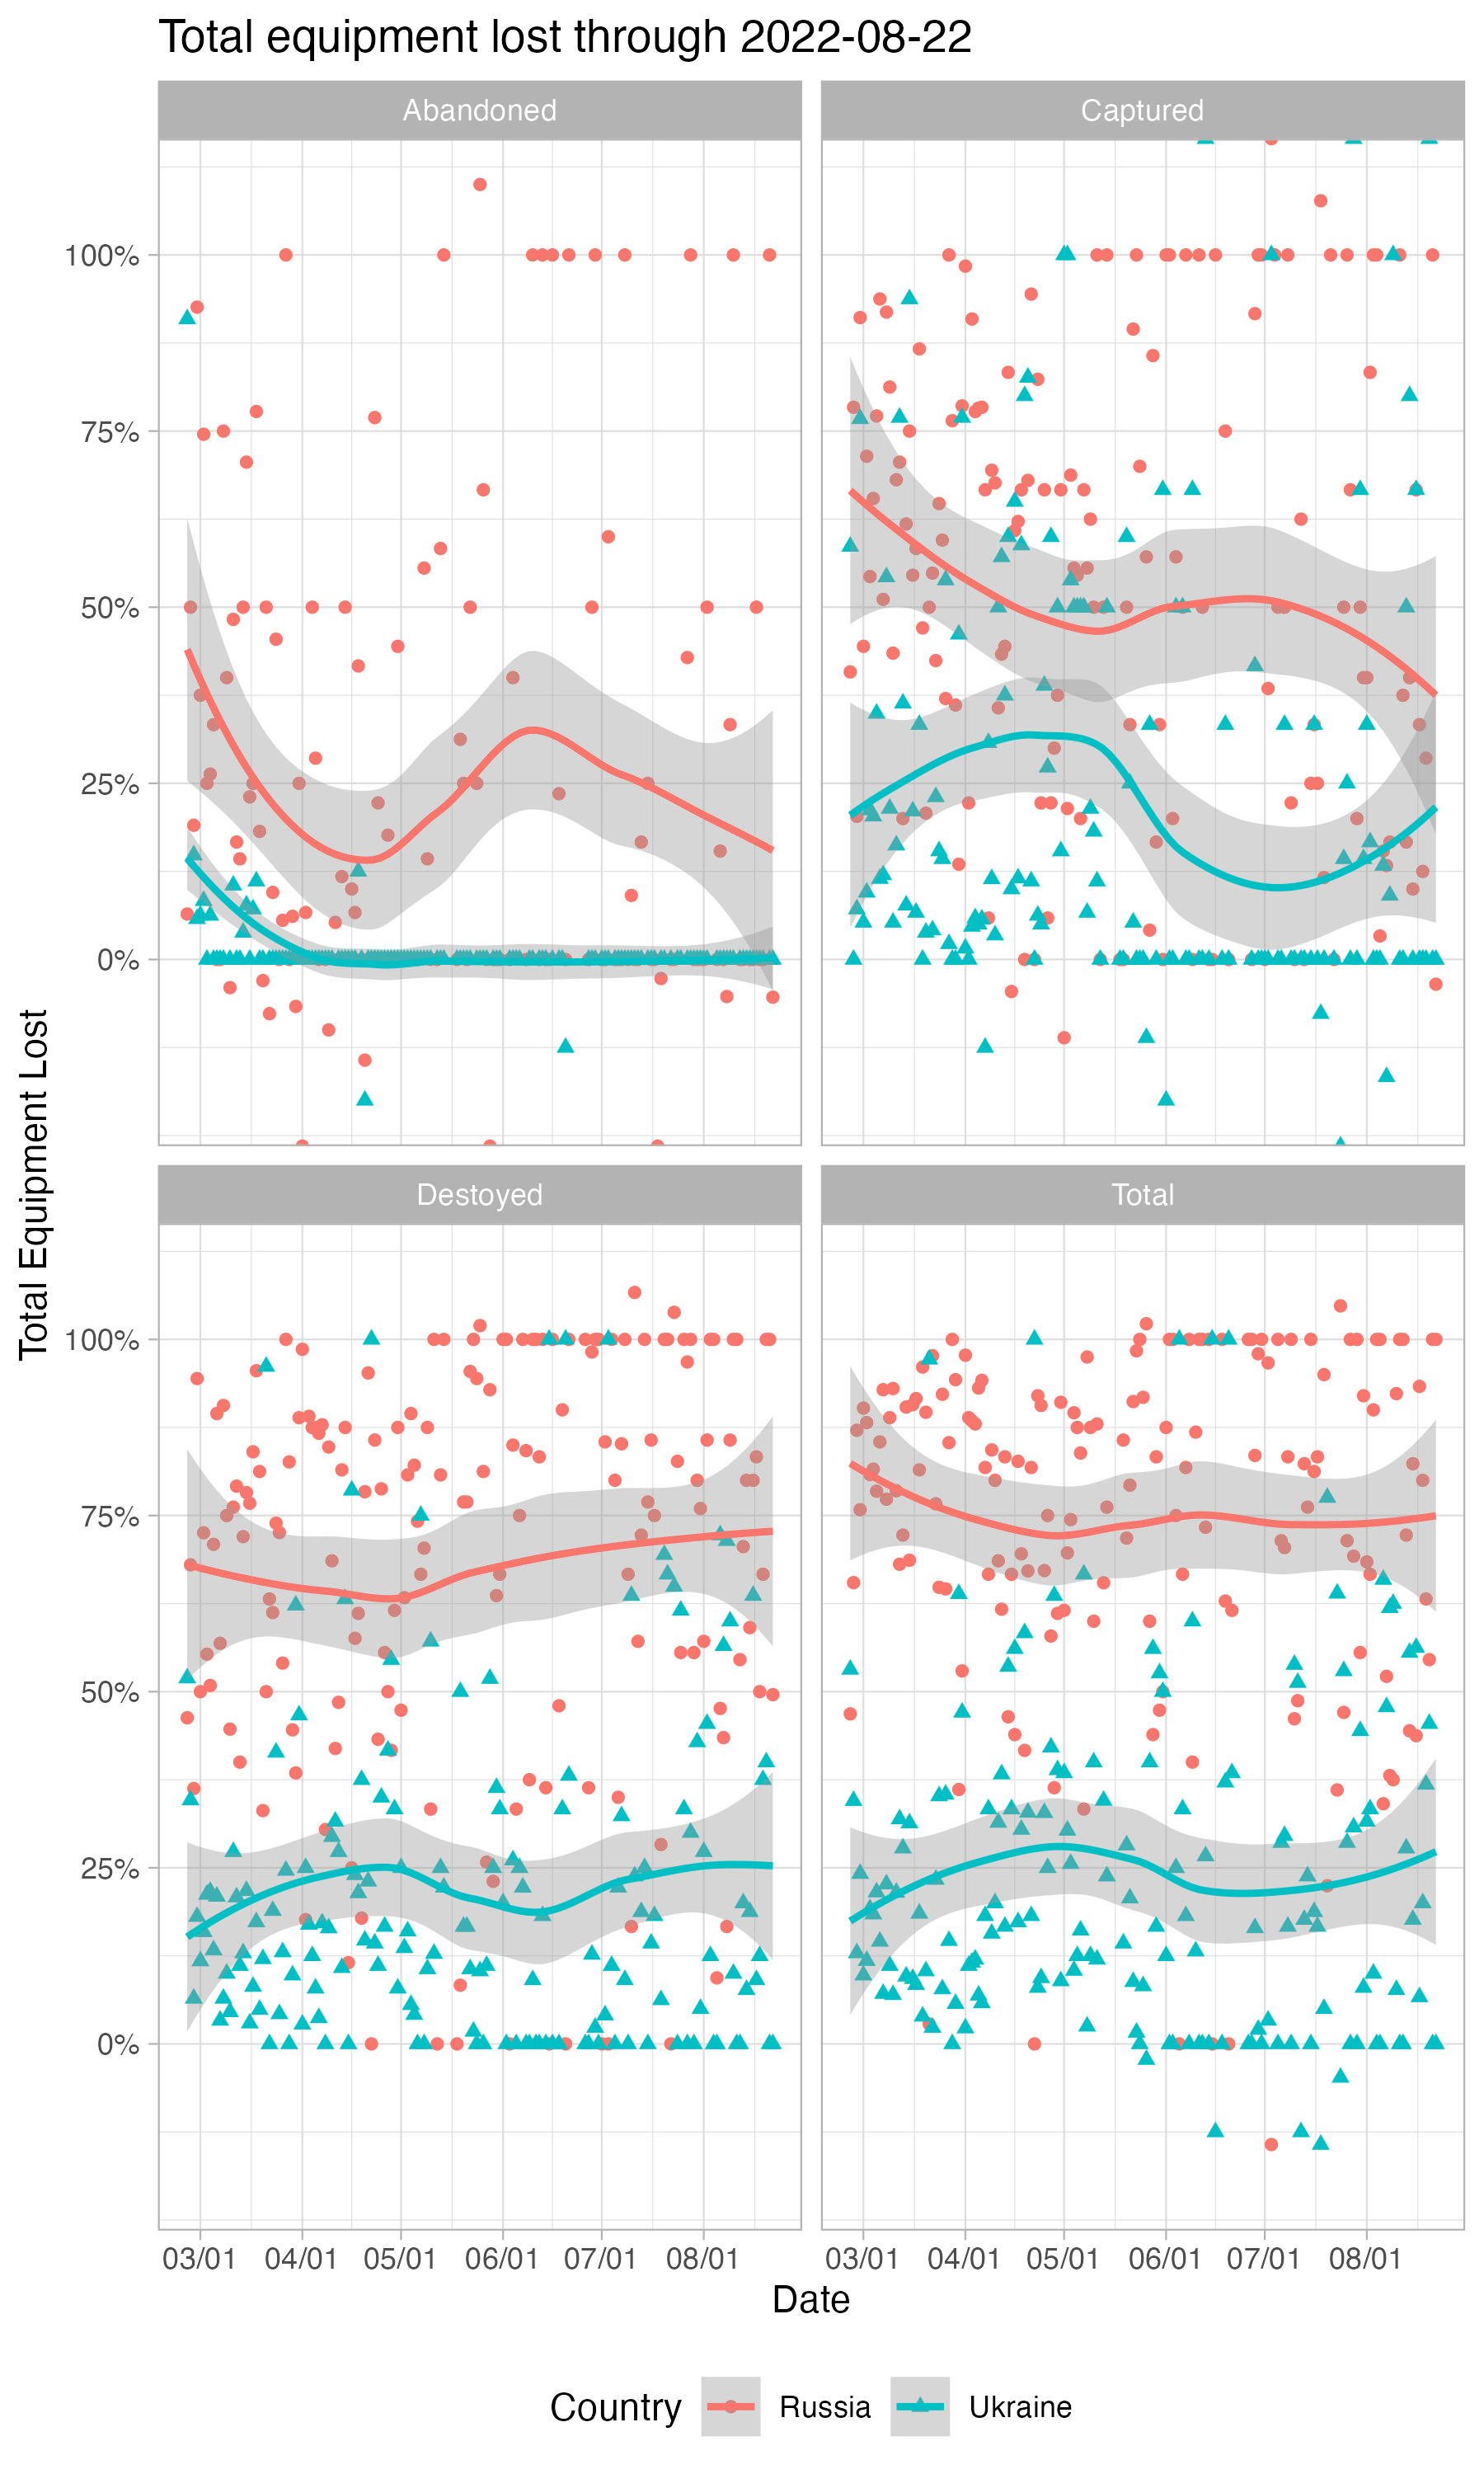 Total equipment lost through 2022-08-22
Abandoned
Captured
100%
75%
50%
25%
0%
Total Equipment Lost
Destoyed
Total
100%
75%
50%
25%
0%
03/01 04/01 05/01 06/01 07/01 08/01
03/01 04/01 05/01 06/01 07/01 08/01
Date
Country Russia Ukraine